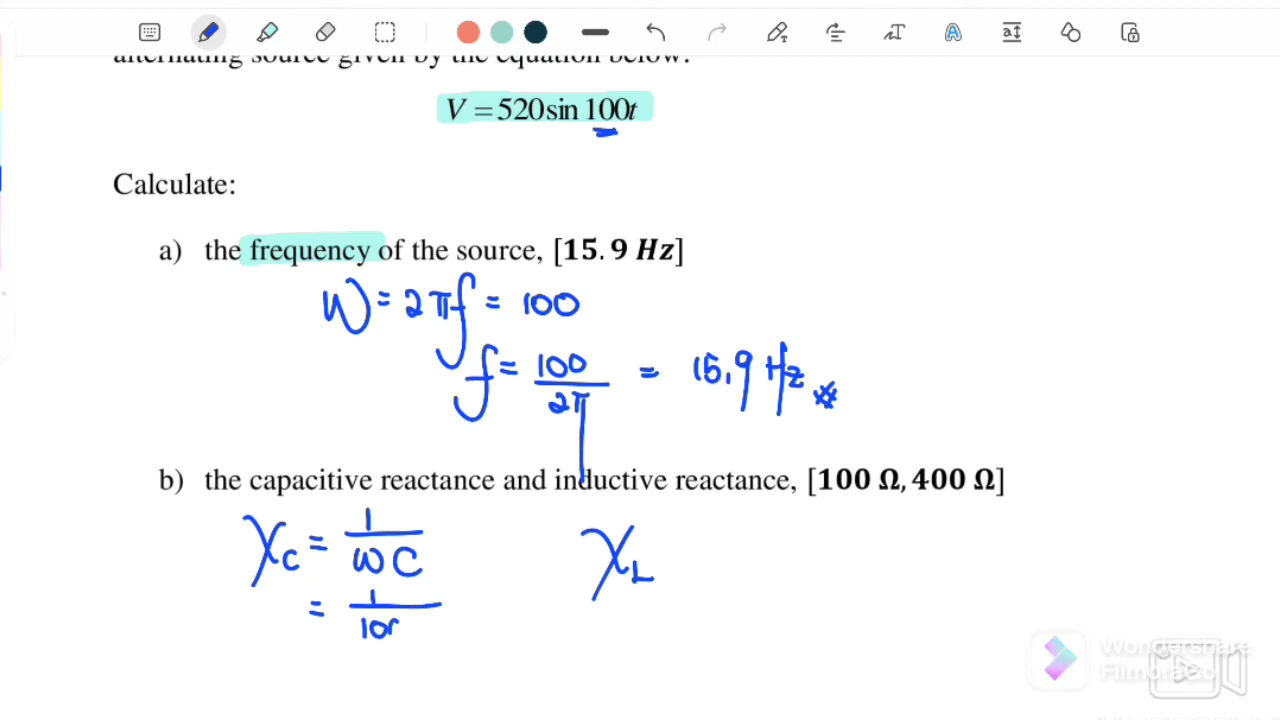 alternating source given by the equation below:
V = 520 sin 100t
Calculate:
a) the frequency of the source, [15.9 Hz]
W = 2πf = 100
f = 100/2π = 15.9 Hz
b) the capacitive reactance and inductive reactance, [100 Ω, 400 Ω]
Xc = 1/ωC XL
= 1/10
Wondershare
Filmora